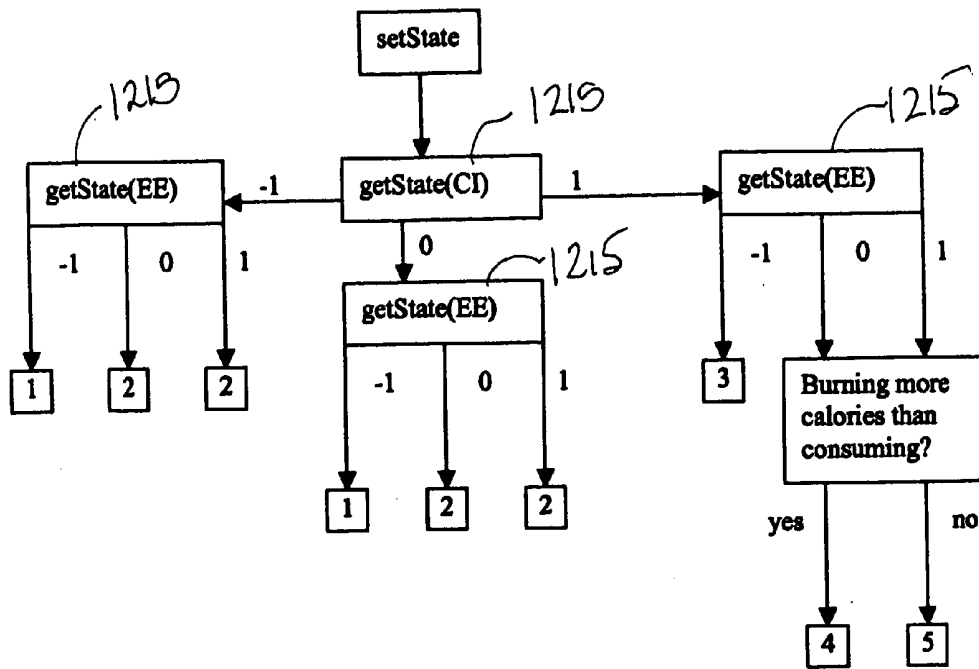 setState
1215
1215
1215
getState(EE)
-1
getState(CI)
1
getState(EE)
0
1215
-1
0
1
getState(EE)
-1
0
1
1
2
2
-1
0
1
3
Burning more
calories than
consuming?
1
2
2
yes
no
4
5